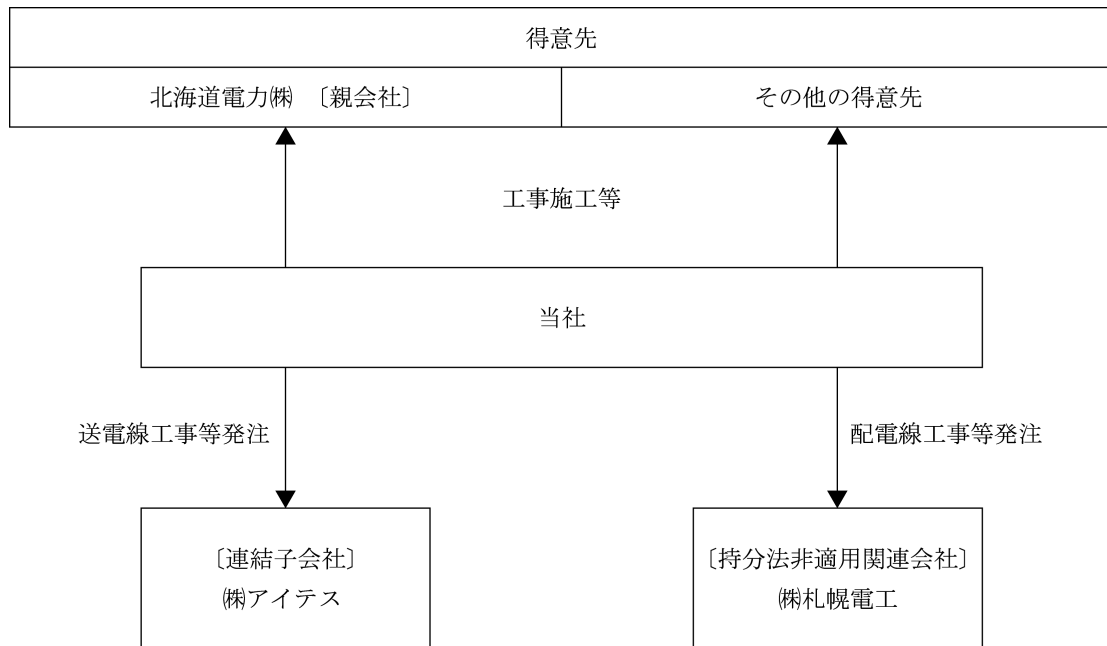 得意先
北海道電力㈱ 〔親会社〕
その他の得意先
工事施工等
当社
送電線工事等発注
配電線工事等発注
〔連結子会社〕
㈱アイテス
〔持分法非適用関連会社〕
㈱札幌電工